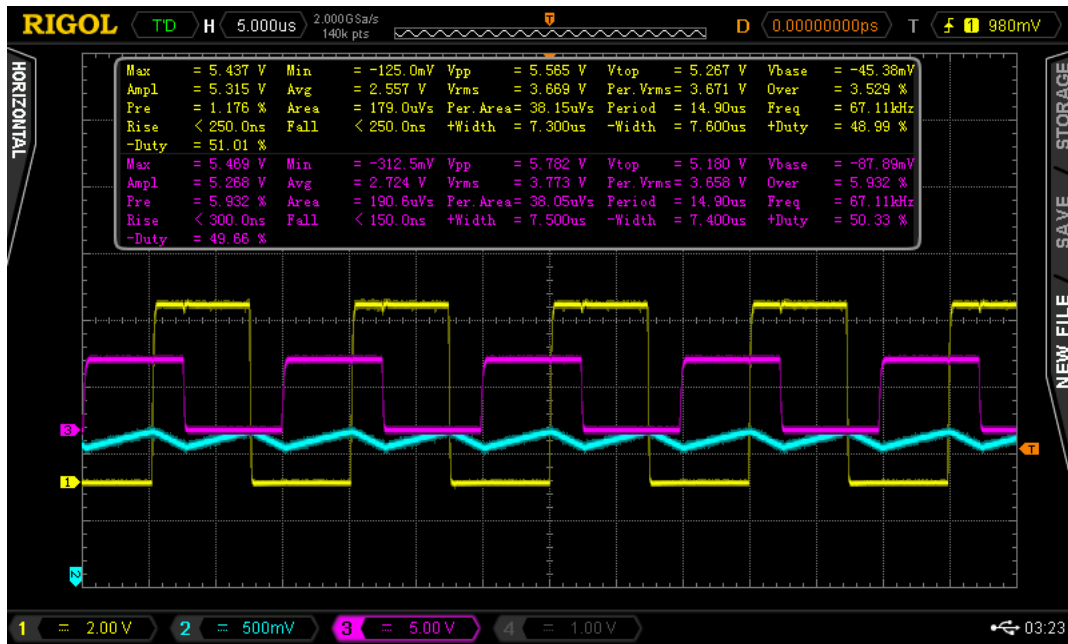 RIGOL T'D H 5.000us 2.000GSa/s 140k pts T D 0.00000000ps T 1 980mV
HORIZONTAL
Max = 5.437 V Min = -125.0mV Vpp = 5.565 V Vtop = 5.267 V Vbase = -45.38mV
Ampl = 5.315 V Avg = 2.557 V Vrms = 3.669 V Per.Vrms= 3.671 V Over = 3.529 %
Pre = 1.176 % Area = 179.0uVs Per.Area= 38.15uVs Period = 14.90us Freq = 67.11kHz
Rise < 250.0ns Fall < 250.0ns +Width = 7.300us -Width = 7.600us +Duty = 48.99 %
-Duty = 51.01 %
Max = 5.469 V Min = -312.5mV Vpp = 5.782 V Vtop = 5.180 V Vbase = -87.89mV
Ampl = 5.268 V Avg = 2.724 V Vrms = 3.773 V Per.Vrms= 3.658 V Over = 5.932 %
Pre = 5.932 % Area = 190.6uVs Per.Area= 38.05uVs Period = 14.90us Freq = 67.11kHz
Rise < 300.0ns Fall < 150.0ns +Width = 7.500us -Width = 7.400us +Duty = 50.33 %
-Duty = 49.66 %
STORAGE
SAVE
NEW FILE
3
T
1
2
1 = 2.00 V 2 = 500mV 3 = 5.00 V 4 = 1.00 V 03:23